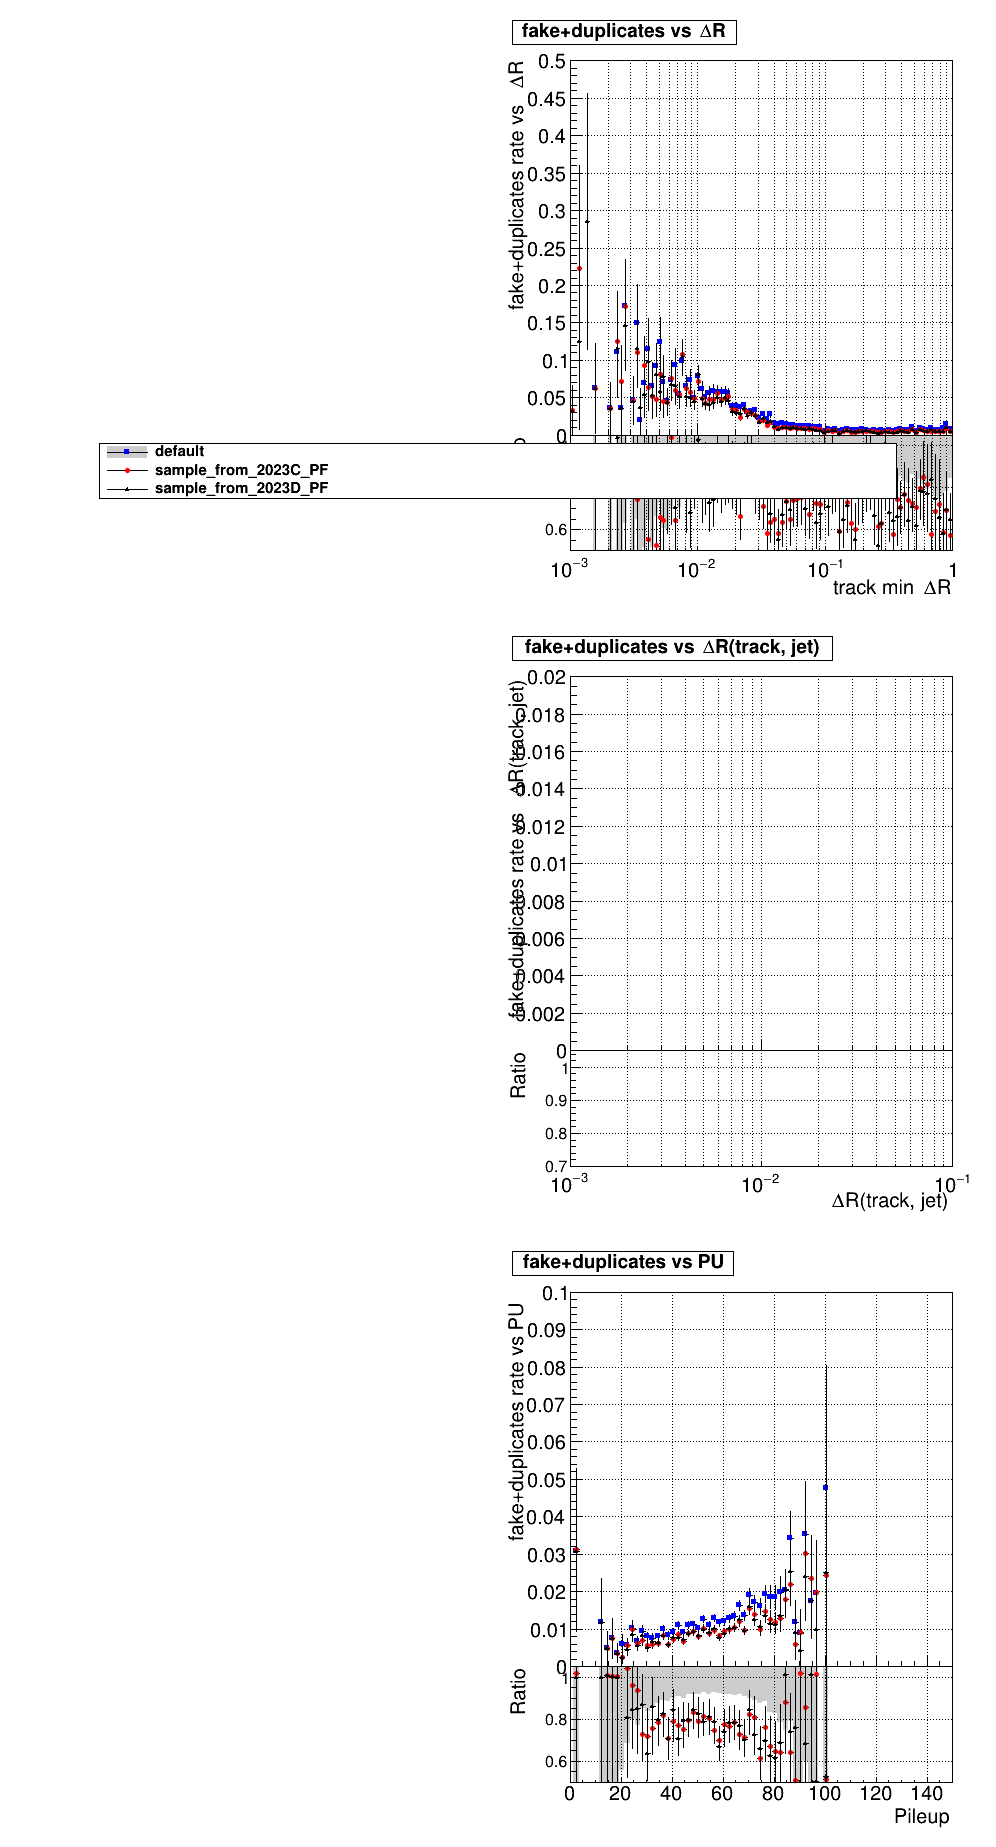 fake+duplicates vs ΔR
fake+duplicates rate vs ΔR
0.5
0.45
0.4
0.35
0.3
0.25
0.2
0.15
0.1
0.05
0
default
sample_from_2023C_PF
sample_from_2023D_PF
0.6
10⁻³ 10⁻² 10⁻¹ 1
track min ΔR
fake+duplicates vs ΔR(track, jet)
fake+duplicates rate vs ΔR(track, jet)
0.02
0.018
0.016
0.014
0.012
0.01
0.008
0.006
0.004
0.002
0
Ratio
1
0.9
0.8
0.7
10⁻³ 10⁻² 10⁻¹
ΔR(track, jet)
fake+duplicates vs PU
fake+duplicates rate vs PU
0.1
0.09
0.08
0.07
0.06
0.05
0.04
0.03
0.02
0.01
0
Ratio
1
0.8
0.6
0 20 40 60 80 100 120 140
Pileup